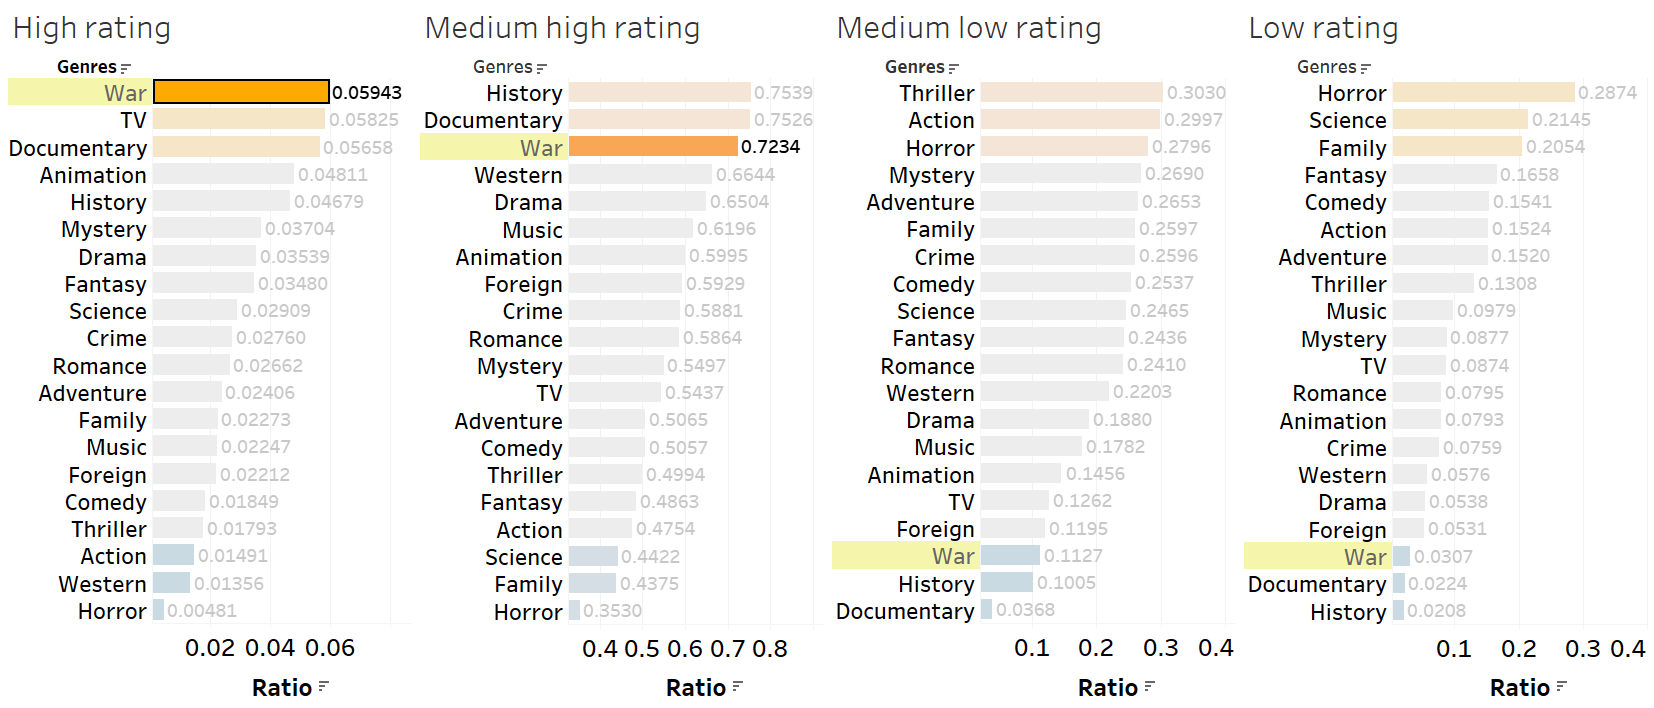 High rating
Genres
War 0.05943
TV 0.05825
Documentary 0.05658
Animation 0.04811
History 0.04679
Mystery 0.03704
Drama 0.03539
Fantasy 0.03480
Science 0.02909
Crime 0.02760
Romance 0.02662
Adventure 0.02406
Family 0.02273
Music 0.02247
Foreign 0.02212
Comedy 0.01849
Thriller 0.01793
Action 0.01491
Western 0.01356
Horror 0.00481
0.02 0.04 0.06
Ratio
Medium high rating
Genres
History 0.7539
Documentary 0.7526
War 0.7234
Western 0.6644
Drama 0.6504
Music 0.6196
Animation 0.5995
Foreign 0.5929
Crime 0.5881
Romance 0.5864
Mystery 0.5497
TV 0.5437
Adventure 0.5065
Comedy 0.5057
Thriller 0.4994
Fantasy 0.4863
Action 0.4754
Science 0.4422
Family 0.4375
Horror 0.3530
0.4 0.5 0.6 0.7 0.8
Ratio
Medium low rating
Genres
Thriller 0.3030
Action 0.2997
Horror 0.2796
Mystery 0.2690
Adventure 0.2653
Family 0.2597
Crime 0.2596
Comedy 0.2537
Science 0.2465
Fantasy 0.2436
Romance 0.2410
Western 0.2203
Drama 0.1880
Music 0.1782
Animation 0.1456
TV 0.1262
Foreign 0.1195
War 0.1127
History 0.1005
Documentary 0.0368
0.1 0.2 0.3 0.4
Ratio
Low rating
Genres
Horror 0.2874
Science 0.2145
Family 0.2054
Fantasy 0.1658
Comedy 0.1541
Action 0.1524
Adventure 0.1520
Thriller 0.1308
Music 0.0979
Mystery 0.0877
TV 0.0874
Romance 0.0795
Animation 0.0793
Crime 0.0759
Western 0.0576
Drama 0.0538
Foreign 0.0531
War 0.0307
Documentary 0.0224
History 0.0208
0.1 0.2 0.3 0.4
Ratio